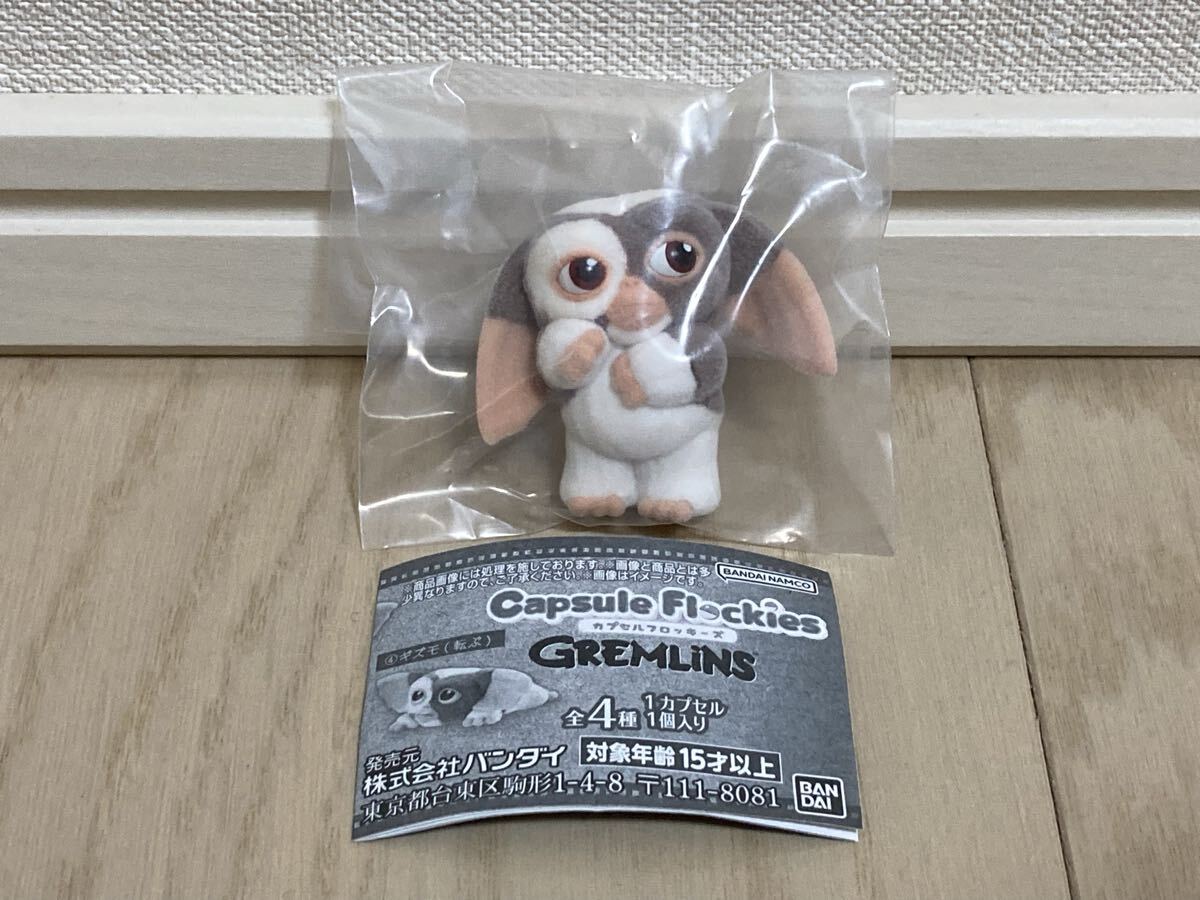 ※商品画像には処理を施しております。※画像と商品とは多
少異なりますので、ご了承ください。※画像はイメージです。
BANDAI NAMCO
Capsule Flockies
カプセルフロッキーズ
GREMLiNS
④ギズモ(転ぶ)
全4種
1カプセル
1個入り
発売元
株式会社バンダイ
対象年齢15才以上
東京都台東区駒形1-4-8 〒111-8081
BAN
DAI